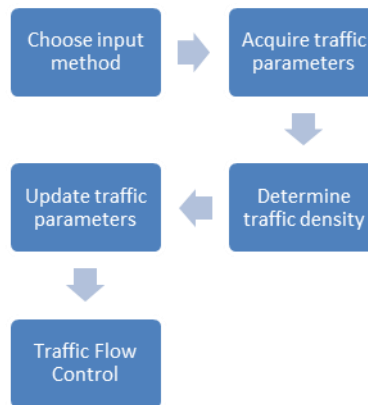 Choose input
method
Acquire traffic
parameters
Determine
traffic density
Update traffic
parameters
Traffic Flow
Control